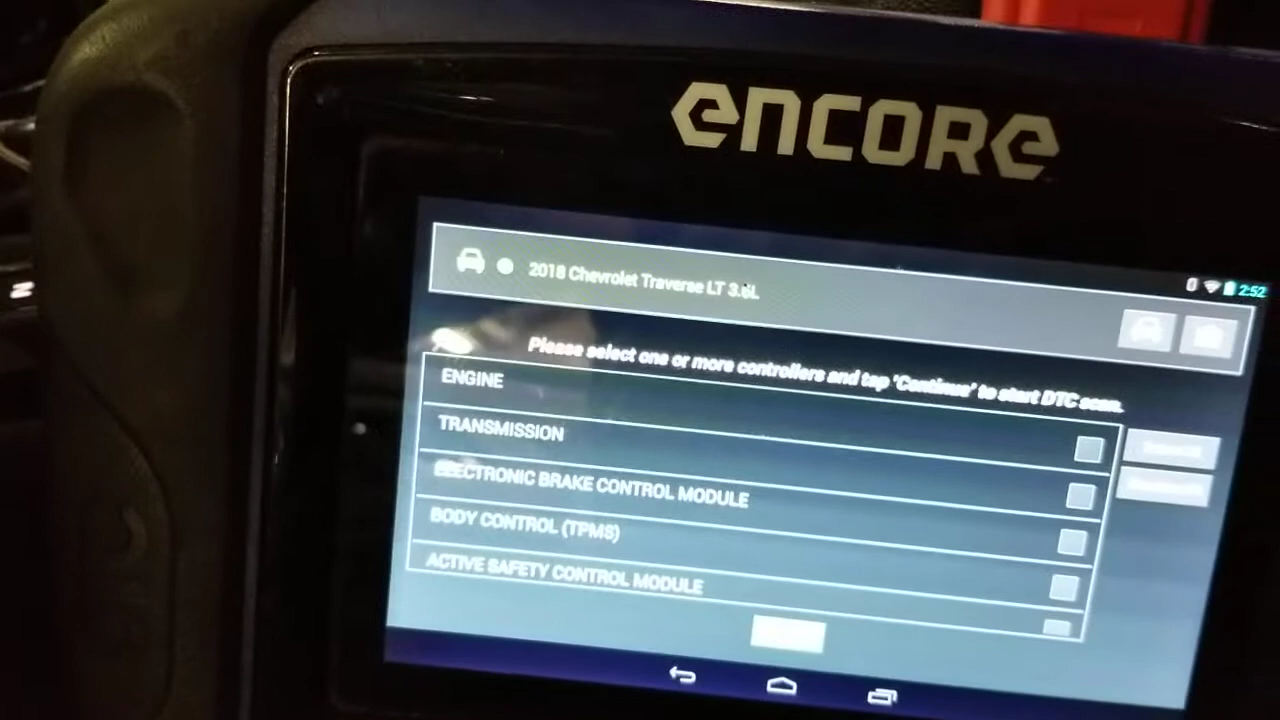 encore
2:52
2018 Chevrolet Traverse LT 3.6L
Please select one or more controllers and tap 'Continue' to start DTC scan.
ENGINE
TRANSMISSION
ELECTRONIC BRAKE CONTROL MODULE
BODY CONTROL (TPMS)
ACTIVE SAFETY CONTROL MODULE